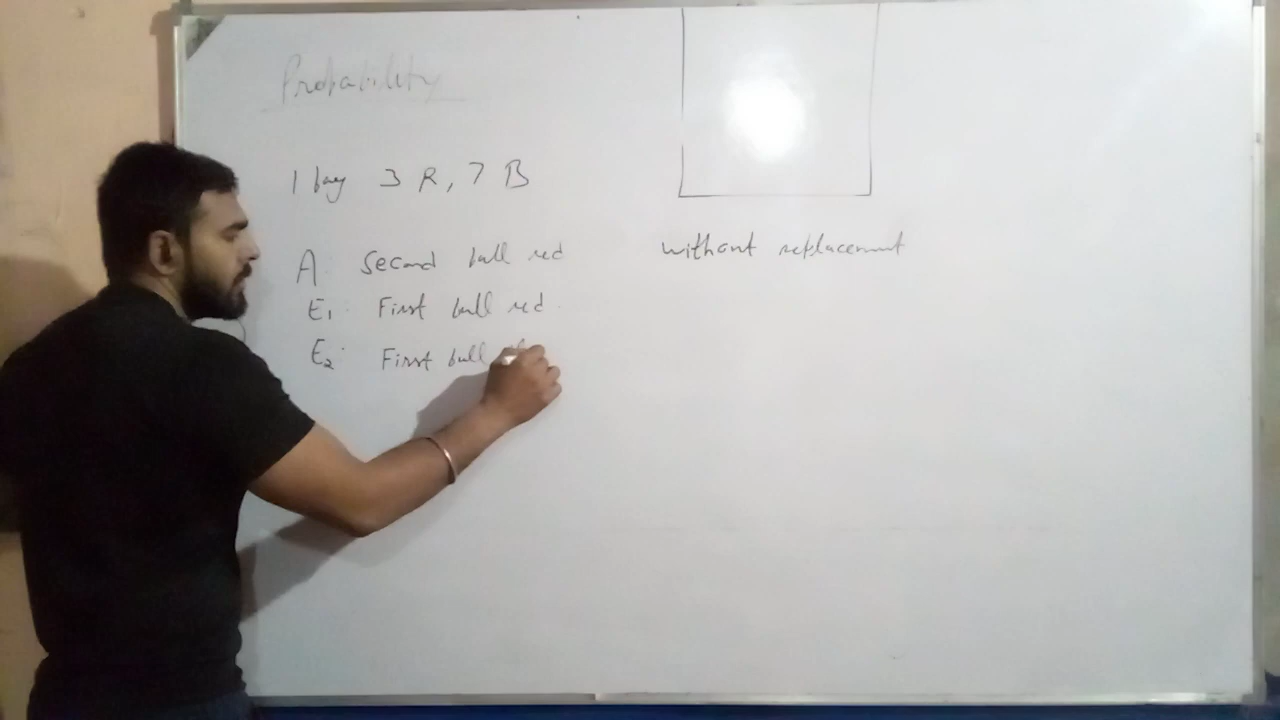 Probability
1 bag 3 R, 7 B
A: Second ball red
E1: First ball red
E2: First ball
without replacement